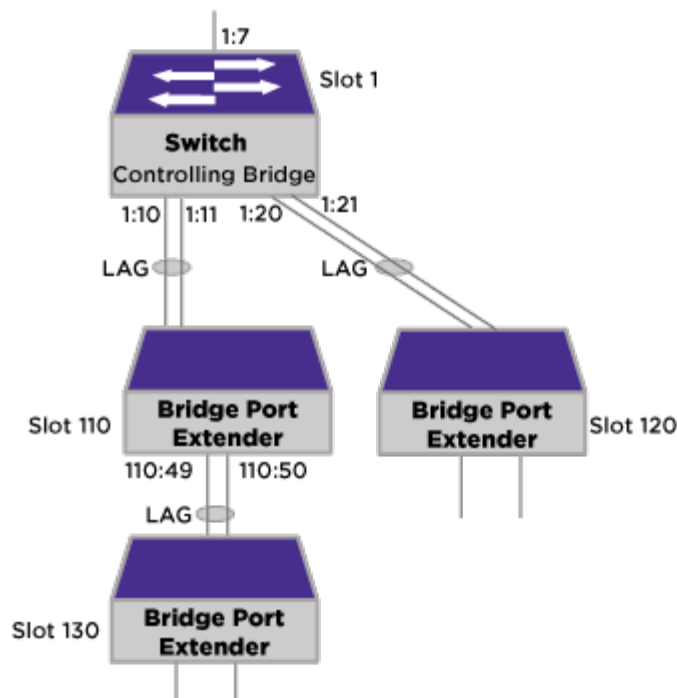 1:7
Slot 1
Switch
Controlling Bridge
1:10 1:11 1:20 1:21
LAG LAG
Bridge Port
Extender
Slot 110
Bridge Port
Extender
Slot 120
110:49 110:50
LAG
Bridge Port
Extender
Slot 130